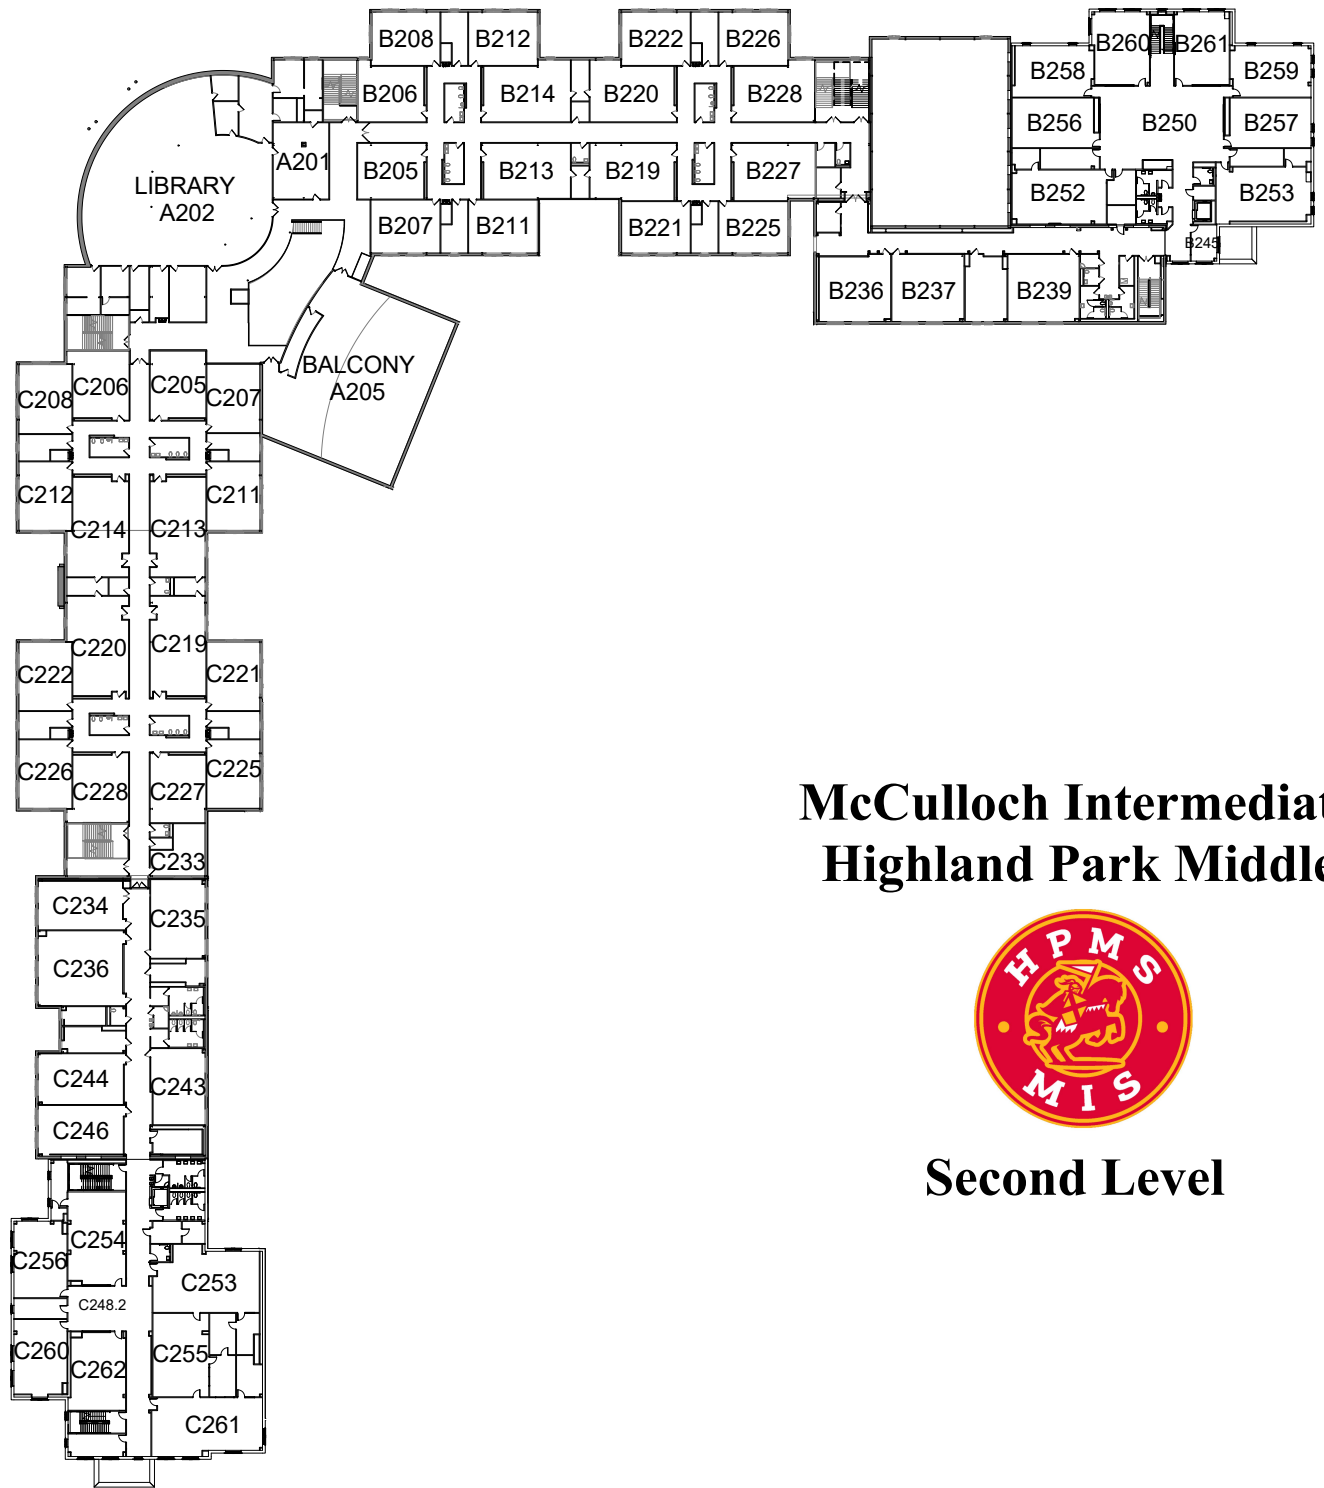 B208 B212 B222 B226 B260 B261
B258 B259
B206 B214 B220 B228
B256 B250 B257
A201
B205 B213 B219 B227
LIBRARY
A202
B252 B253
B207 B211 B221 B225
B245
B236 B237 B239
BALCONY
A205
C208 C206 C205 C207
C212 C211
C214 C213
C220 C219
C222 C221
C226 C225
C228 C227
C233
C234 C235
C236
C244 C243
C246
C254
C256
C253
C248.2
C260 C255
C262
C261
McCulloch Intermediat
Highland Park Middle
HPMS
MIS
Second Level